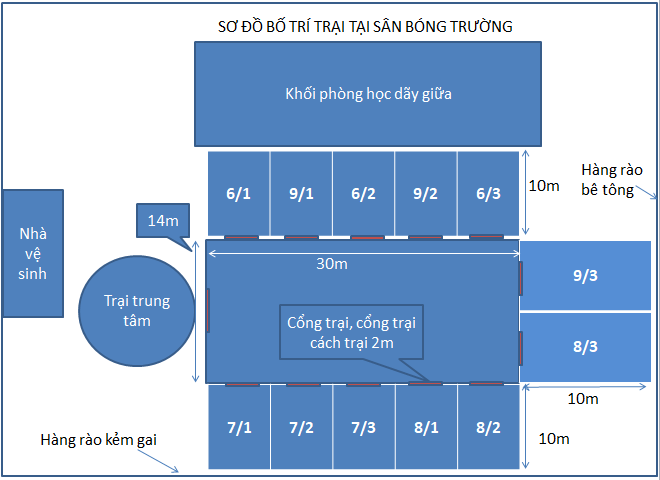 SƠ ĐỒ BỐ TRÍ TRẠI TẠI SÂN BÓNG TRƯỜNG
Khối phòng học dãy giữa
6/1
9/1
6/2
9/2
6/3
10m
Hàng rào
bê tông
Nhà
vệ
sinh
14m
30m
9/3
Trại trung
tâm
Cổng trại, cổng trại
cách trại 2m
8/3
10m
7/1
7/2
7/3
8/1
8/2
10m
Hàng rào kẻm gai